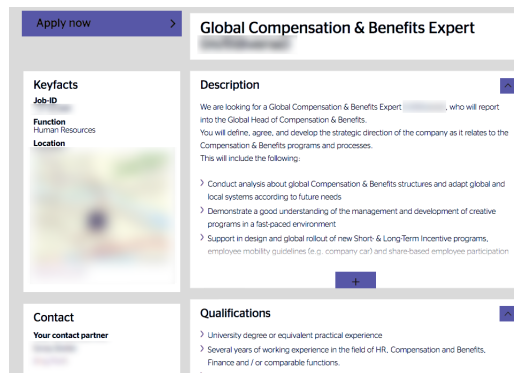 Apply now
Global Compensation & Benefits Expert
Keyfacts
Job-ID
Function
Human Resources
Location
Description
We are looking for a Global Compensation & Benefits Expert , who will report
into the Global Head of Compensation & Benefits.
You will define, agree, and develop the strategic direction of the company as it relates to the
Compensation & Benefits programs and processes.
This will include the following:
Conduct analysis about global Compensation & Benefits structures and adapt global and
local systems according to future needs
Demonstrate a good understanding of the management and development of creative
programs in a fast-paced environment
Support in design and global rollout of new Short- & Long-Term Incentive programs,
employee mobility guidelines (e.g. company car) and share-based employee participation
Contact
Your contact partner
Qualifications
University degree or equivalent practical experience
Several years of working experience in the field of HR, Compensation and Benefits,
Finance and / or comparable functions.